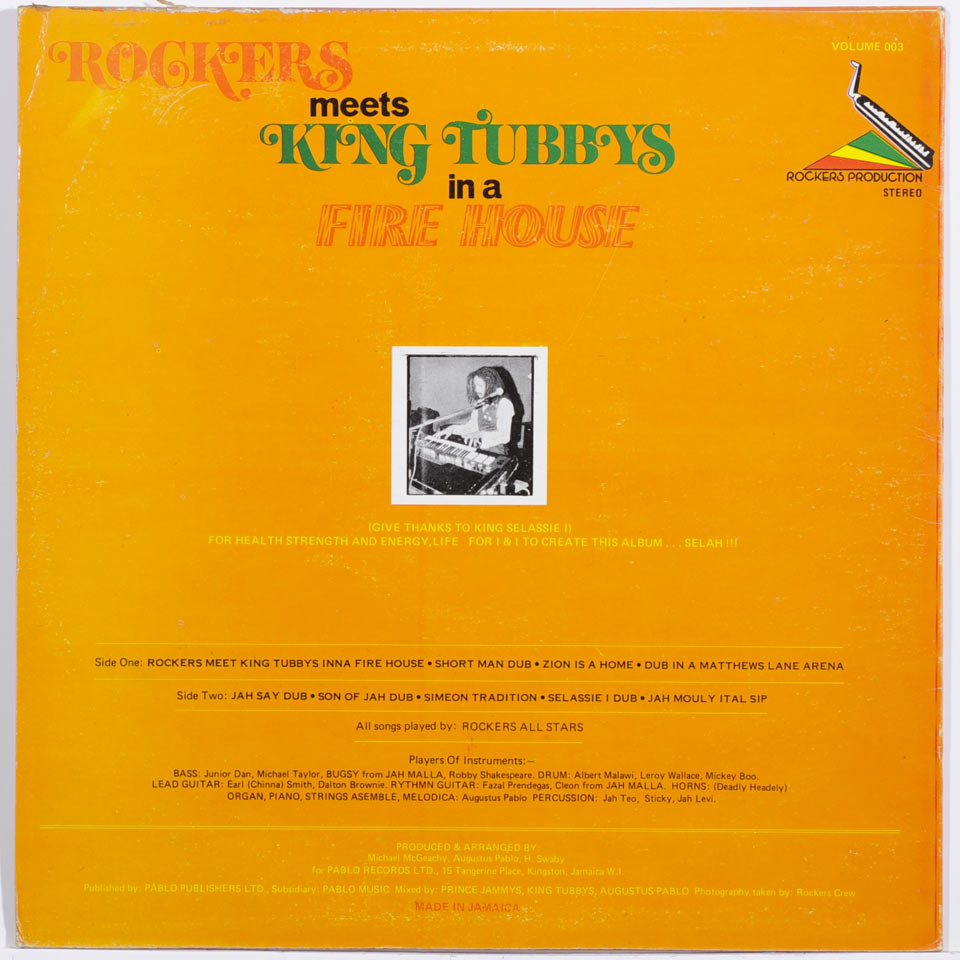 ROCKERS
meets
KING TUBBYS
in a
FIRE HOUSE
VOLUME 003
ROCKERS PRODUCTION
STEREO
(GIVE THANKS TO KING SELASSIE I)
FOR HEALTH STRENGTH AND ENERGY, LIFE FOR I & I TO CREATE THIS ALBUM . . . SELAH !!!
Side One: ROCKERS MEET KING TUBBYS INNA FIRE HOUSE • SHORT MAN DUB • ZION IS A HOME • DUB IN A MATTHEWS LANE ARENA
Side Two: JAH SAY DUB • SON OF JAH DUB • SIMEON TRADITION • SELASSIE I DUB • JAH MOULY ITAL SIP
All songs played by: ROCKERS ALL STARS
Players Of Instruments:—
BASS: Junior Dan, Michael Taylor, BUGSY from JAH MALLA, Robby Shakespeare. DRUM: Albert Malawi, Leroy Wallace, Mickey Boo.
LEAD GUITAR: Earl (Chinna) Smith, Dalton Brownie. RYTHMN GUITAR: Fazal Prendegas, Cleon from JAH MALLA. HORNS: (Deadly Headely)
ORGAN, PIANO, STRINGS ASEMBLE, MELODICA: Augustus Pablo PERCUSSION: Jah Teo, Sticky, Jah Levi.
PRODUCED & ARRANGED BY:
Michael McGeachy, Augustus Pablo, H. Swaby
for PABLO RECORDS LTD., 15 Tangerine Place, Kingston, Jamaica W.I.
Published by: PABLO PUBLISHERS LTD., Subsidiary: PABLO MUSIC Mixed by: PRINCE JAMMYS, KING TUBBYS, AUGUSTUS PABLO Photography taken by: Rockers Crew
MADE IN JAMAICA